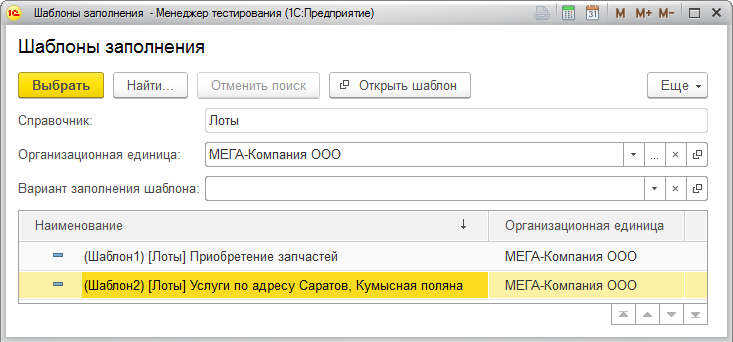 1С Шаблоны заполнения - Менеджер тестирования (1С:Предприятие) 31 M M+ M-
Шаблоны заполнения
Выбрать Найти... Отменить поиск Открыть шаблон Еще
Справочник: Лоты
Организационная единица: МЕГА-Компания ООО ...
Вариант заполнения шаблона:
Наименование ↓ Организационная единица
(Шаблон1) [Лоты] Приобретение запчастей МЕГА-Компания ООО
(Шаблон2) [Лоты] Услуги по адресу Саратов, Кумысная поляна МЕГА-Компания ООО